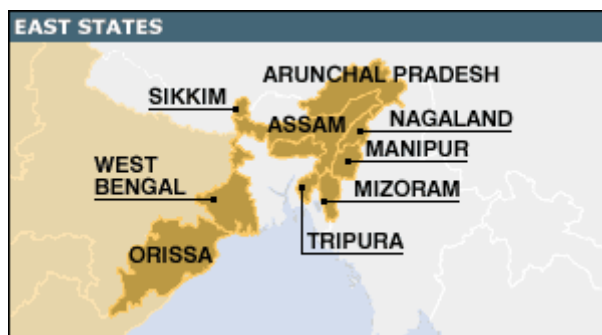 EAST STATES
ARUNCHAL PRADESH
SIKKIM
ASSAM
NAGALAND
MANIPUR
WEST
BENGAL
MIZORAM
TRIPURA
ORISSA